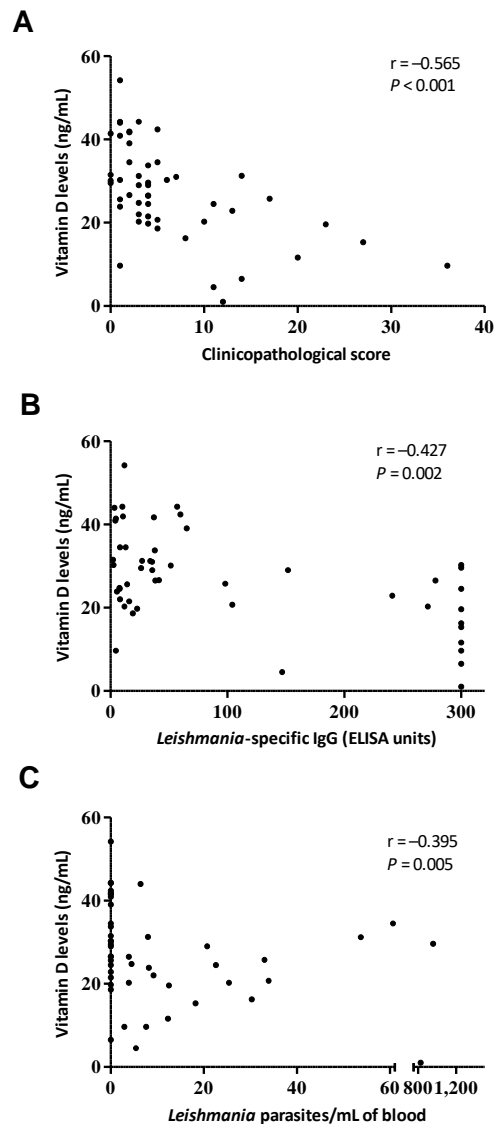 A
60
40
20
0
Vitamin D levels (ng/mL)
r = –0.565
P < 0.001
0 10 20 30 40
Clinicopathological score
B
60
40
20
0
Vitamin D levels (ng/mL)
r = –0.427
P = 0.002
0 100 200 300
Leishmania-specific IgG (ELISA units)
C
60
40
20
0
Vitamin D levels (ng/mL)
r = –0.395
P = 0.005
0 20 40 60 800 1,200
Leishmania parasites/mL of blood